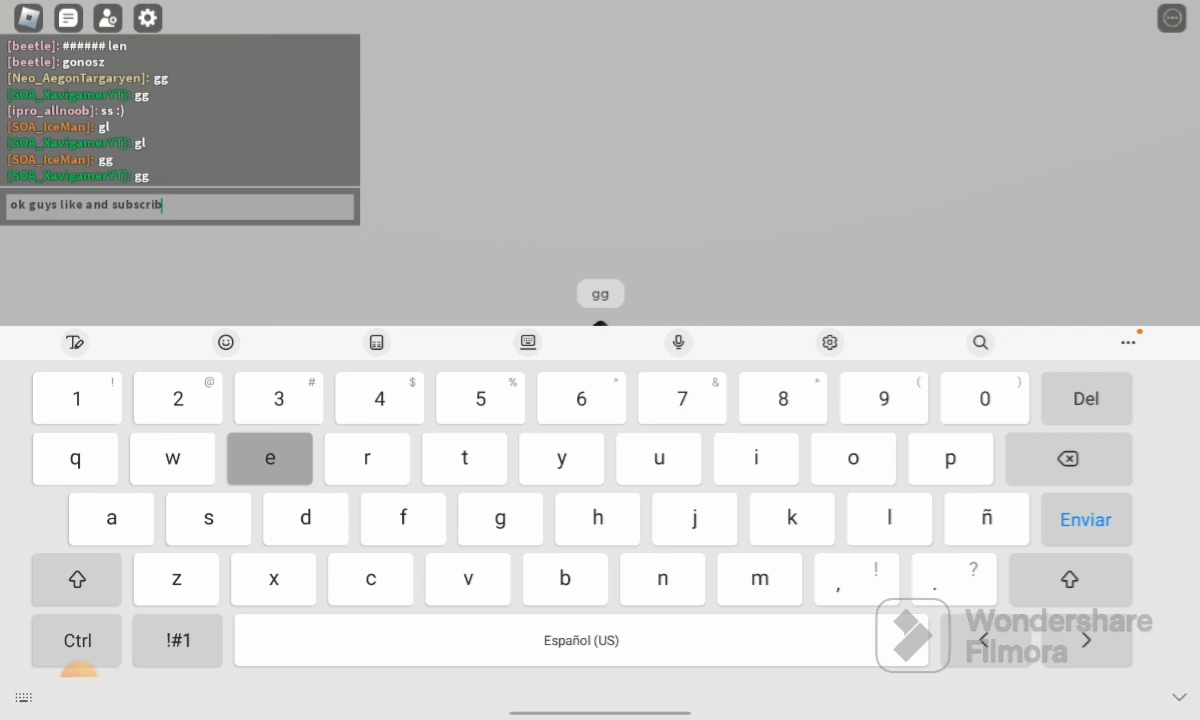 [beetle]: ###### len
[beetle]: gonosz
[Neo_AegonTargaryen]: gg
[SOA_XavigamerYT]: gg
[ipro_allnoob]: ss :)
[SOA_IceMan]: gl
[SOA_XavigamerYT]: gl
[SOA_IceMan]: gg
[SOA_XavigamerYT]: gg
ok guys like and subscrib
gg
1 ! 2 @ 3 # 4 $ 5 % 6 ^ 7 & 8 * 9 ( 0 ) Del
q w e r t y u i o p
a s d f g h j k l ñ Enviar
z x c v b n m , ! . ?
Ctrl !#1 Español (US) < >
Wondershare
Filmora